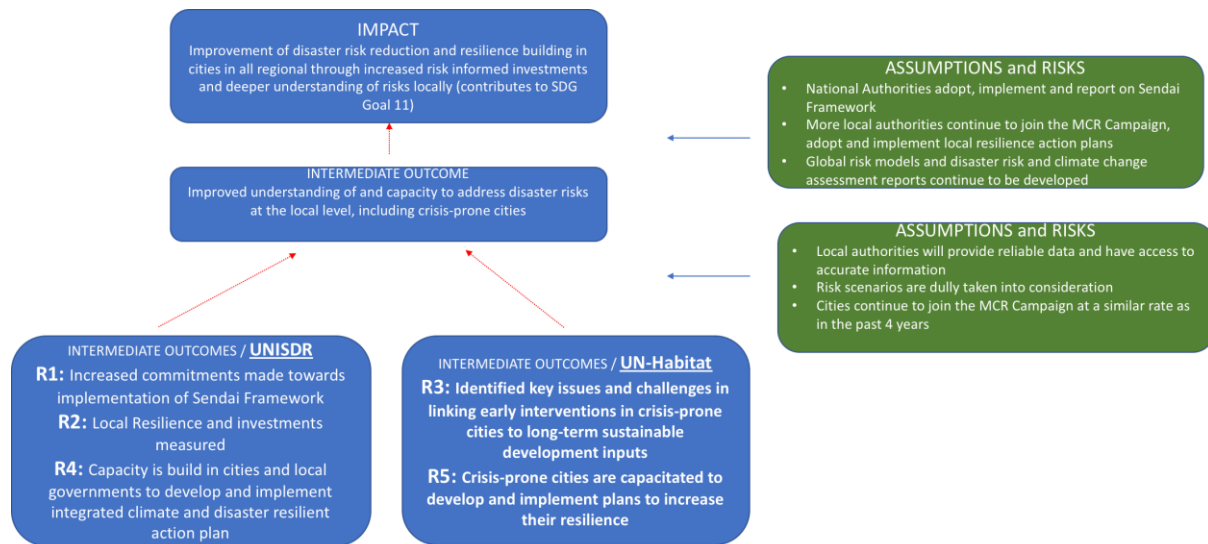 IMPACT
Improvement of disaster risk reduction and resilience building in
cities in all regional through increased risk informed investments
and deeper understanding of risks locally (contributes to SDG
Goal 11)
ASSUMPTIONS and RISKS
• National Authorities adopt, implement and report on Sendai
Framework
• More local authorities continue to join the MCR Campaign,
adopt and implement local resilience action plans
• Global risk models and disaster risk and climate change
assessment reports continue to be developed
INTERMEDIATE OUTCOME
Improved understanding of and capacity to address disaster risks
at the local level, including crisis-prone cities
ASSUMPTIONS and RISKS
• Local authorities will provide reliable data and have access to
accurate information
• Risk scenarios are dully taken into consideration
• Cities continue to join the MCR Campaign at a similar rate as
in the past 4 years
INTERMEDIATE OUTCOMES / UNISDR
R1: Increased commitments made towards
implementation of Sendai Framework
R2: Local Resilience and investments
measured
R4: Capacity is build in cities and local
governments to develop and implement
integrated climate and disaster resilient
action plan
INTERMEDIATE OUTCOMES / UN-Habitat
R3: Identified key issues and challenges in
linking early interventions in crisis-prone
cities to long-term sustainable
development inputs
R5: Crisis-prone cities are capacitated to
develop and implement plans to increase
their resilience